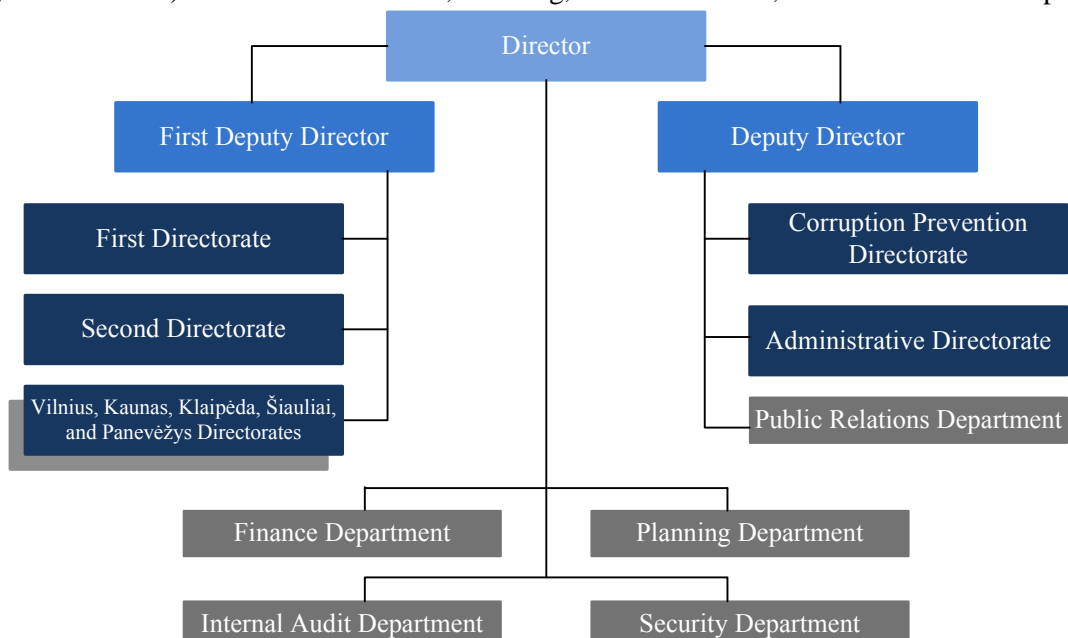 Director
First Deputy Director
Deputy Director
First Directorate
Corruption Prevention
Directorate
Second Directorate
Administrative Directorate
Vilnius, Kaunas, Klaipėda, Šiauliai,
and Panevėžys Directorates
Public Relations Department
Finance Department
Planning Department
Internal Audit Department
Security Department